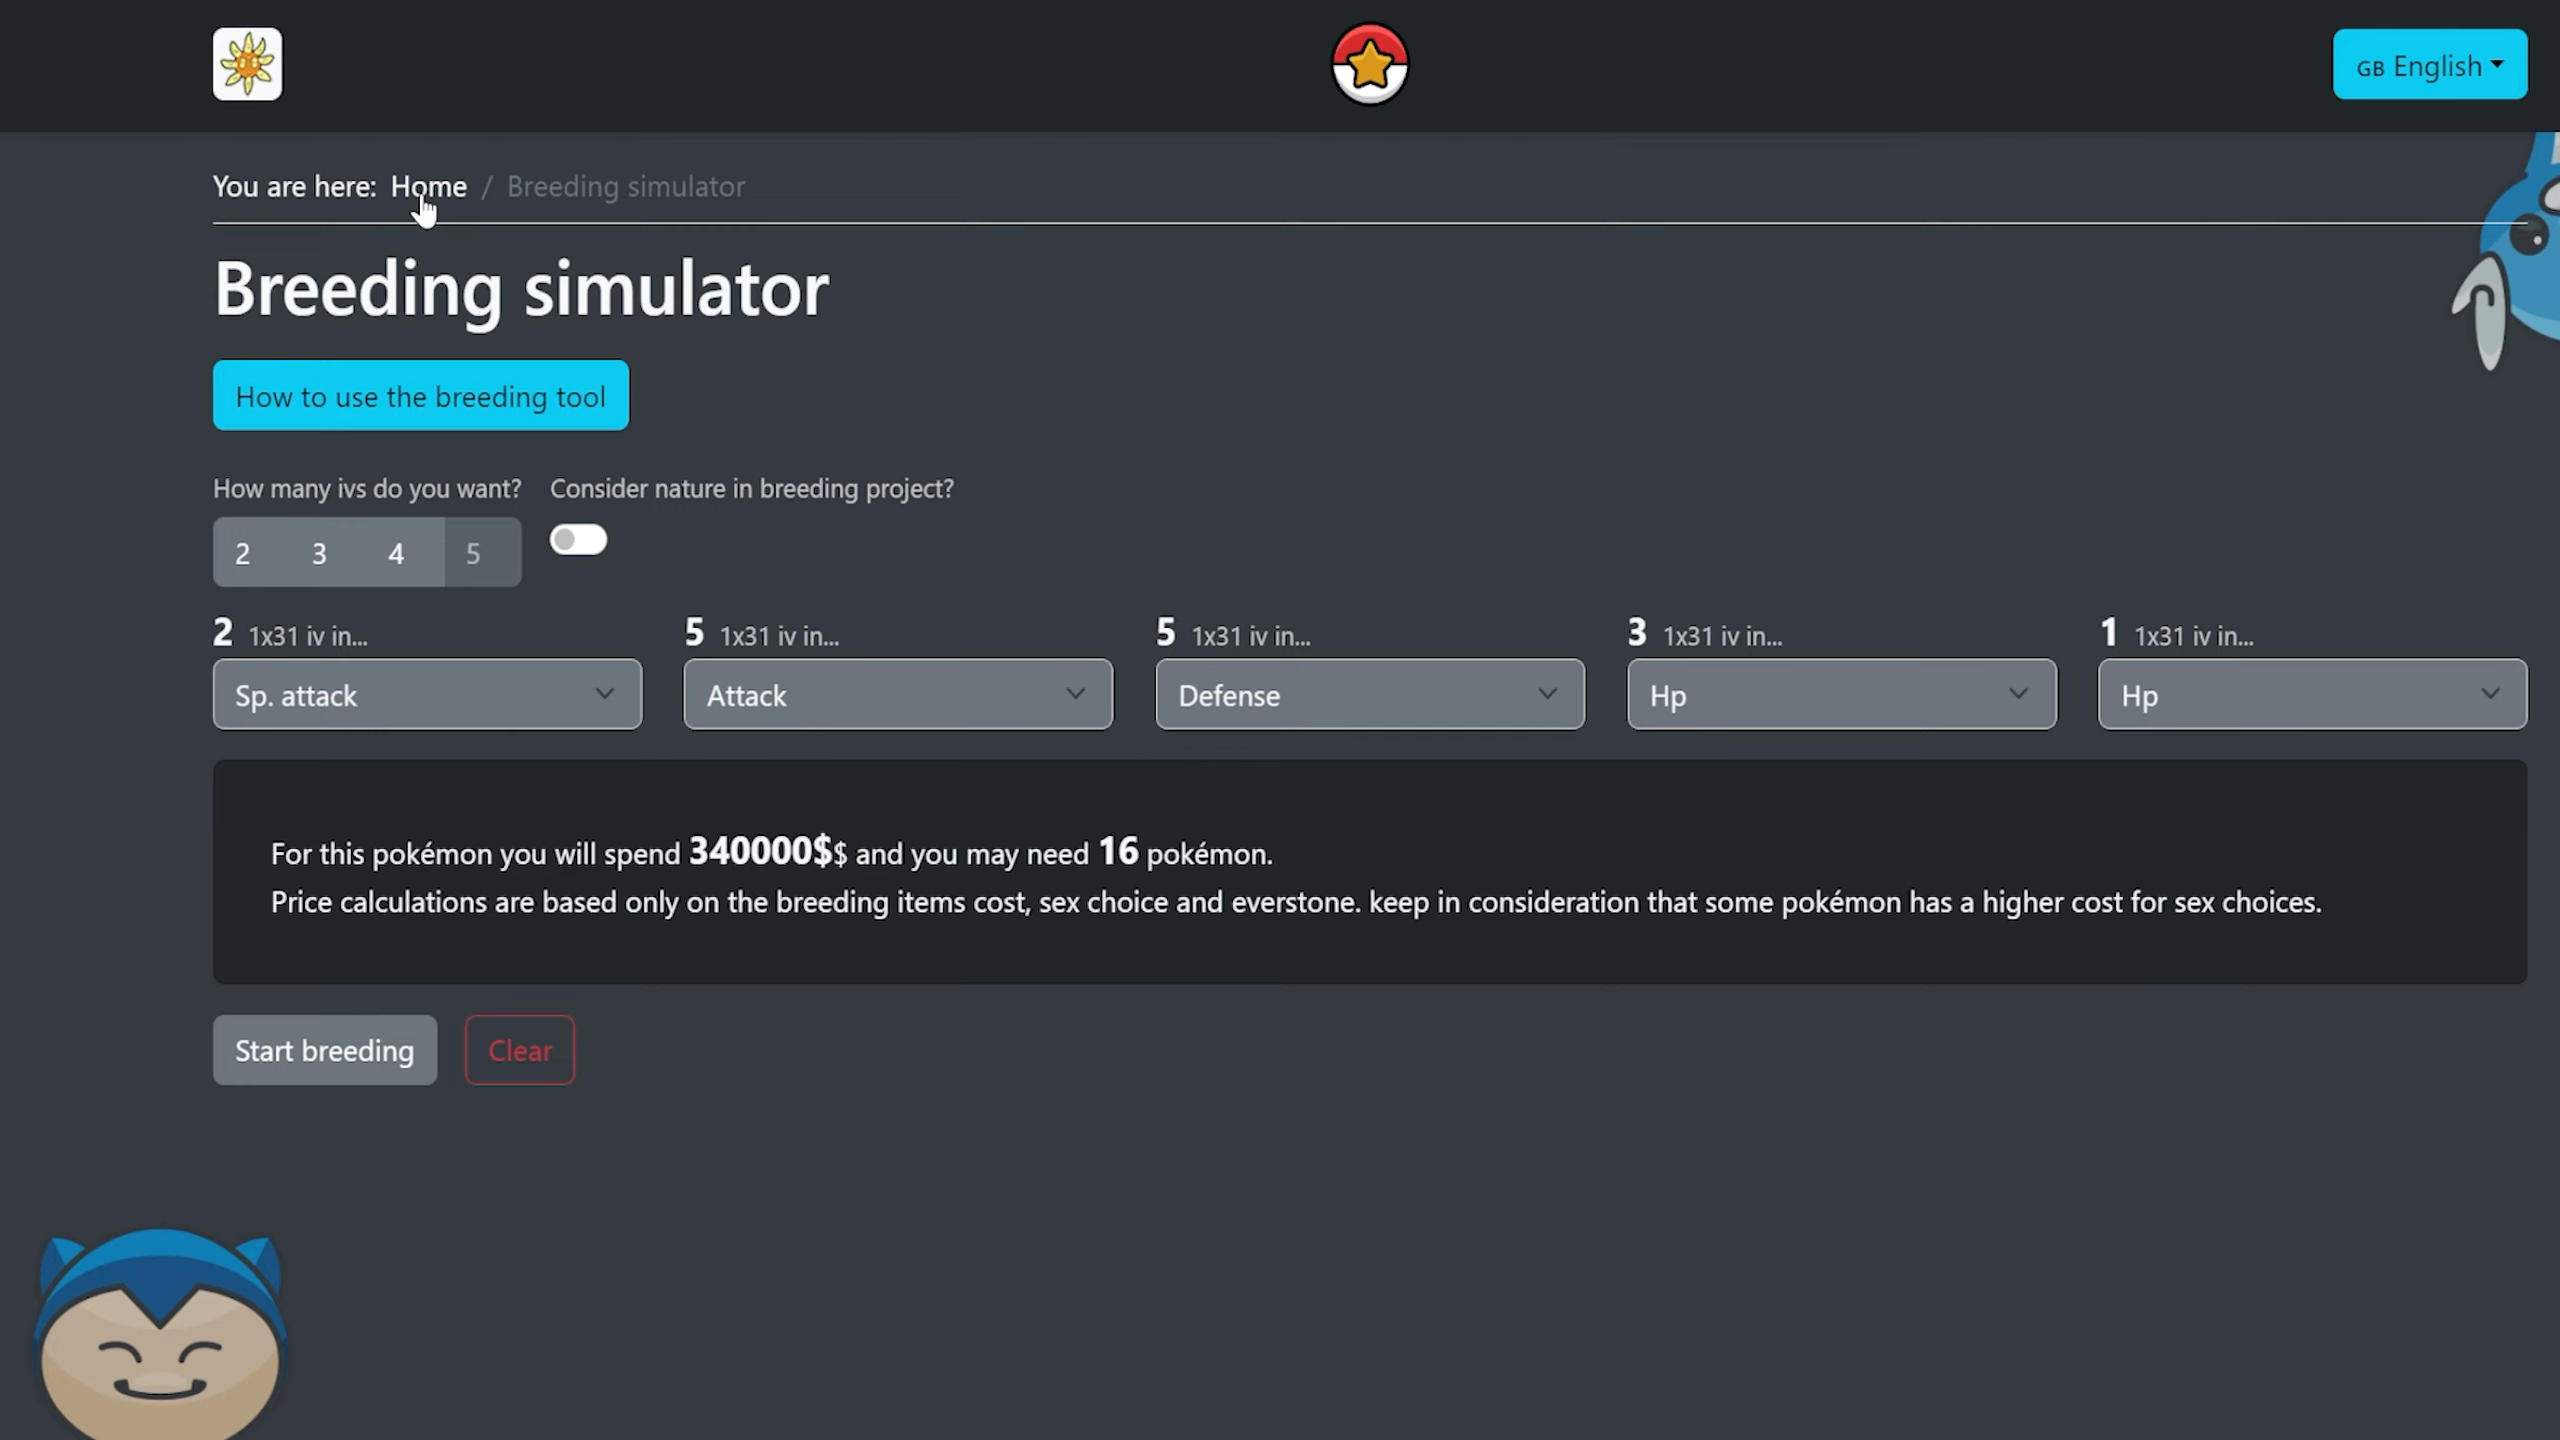 GB English
You are here: Home / Breeding simulator
Breeding simulator
How to use the breeding tool
How many ivs do you want? Consider nature in breeding project?
2 3 4 5
2 1x31 iv in... 5 1x31 iv in... 5 1x31 iv in... 3 1x31 iv in... 1 1x31 iv in...
Sp. attack Attack Defense Hp Hp
For this pokémon you will spend 340000$$ and you may need 16 pokémon.
Price calculations are based only on the breeding items cost, sex choice and everstone. keep in consideration that some pokémon has a higher cost for sex choices.
Start breeding Clear